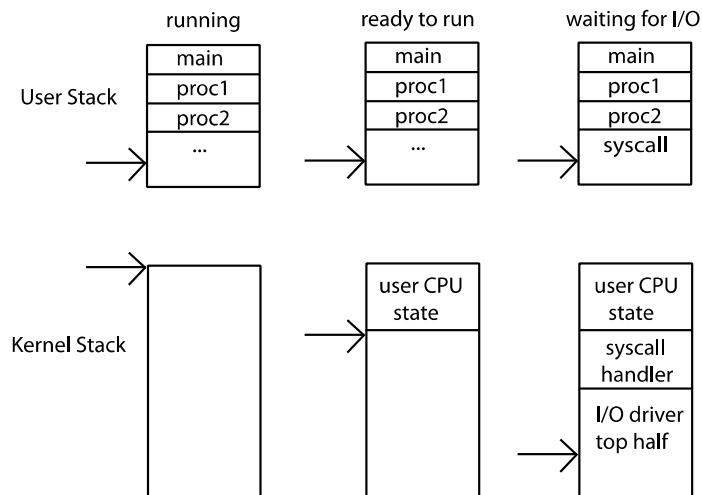 running
ready to run
waiting for I/O
User Stack
main
proc1
proc2
...
main
proc1
proc2
...
main
proc1
proc2
syscall
Kernel Stack
user CPU
state
user CPU
state
syscall
handler
I/O driver
top half